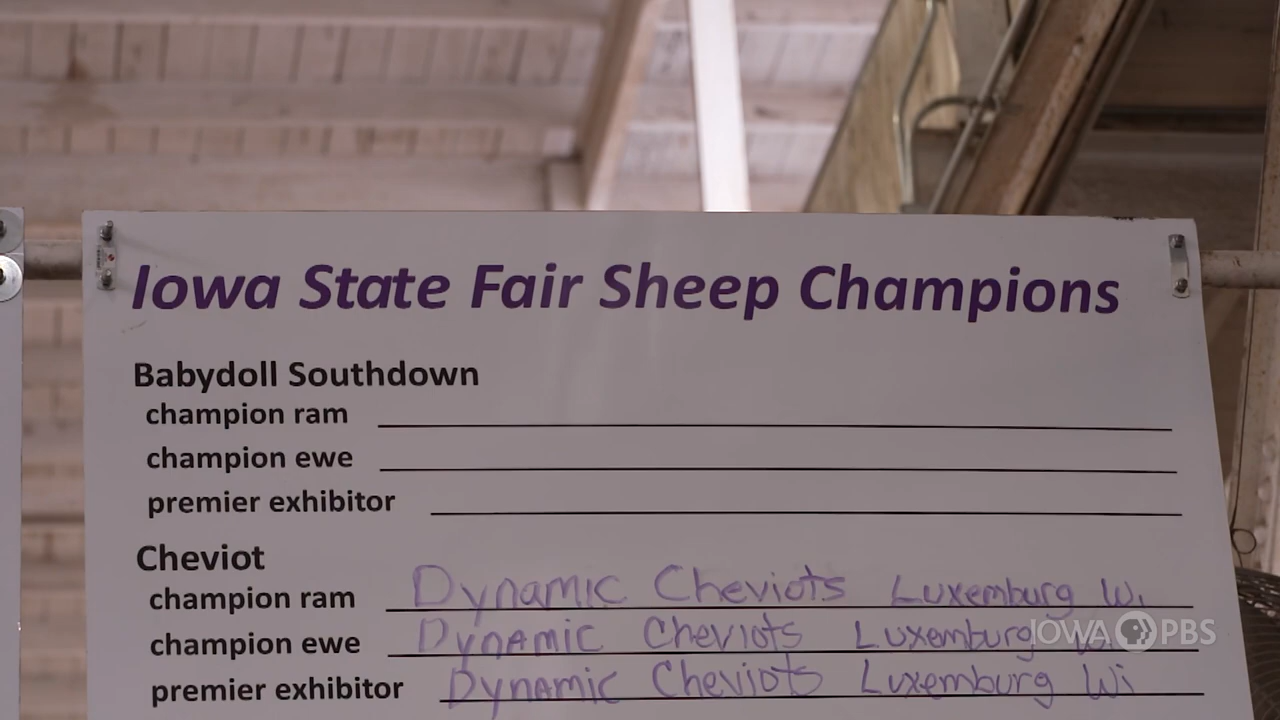 Iowa State Fair Sheep Champions
Babydoll Southdown
champion ram
champion ewe
premier exhibitor
Cheviot
champion ram Dynamic Cheviots Luxemburg Wi
champion ewe Dynamic Cheviots Luxemburg
premier exhibitor Dynamic Cheviots Luxemburg Wi
IOWA PBS